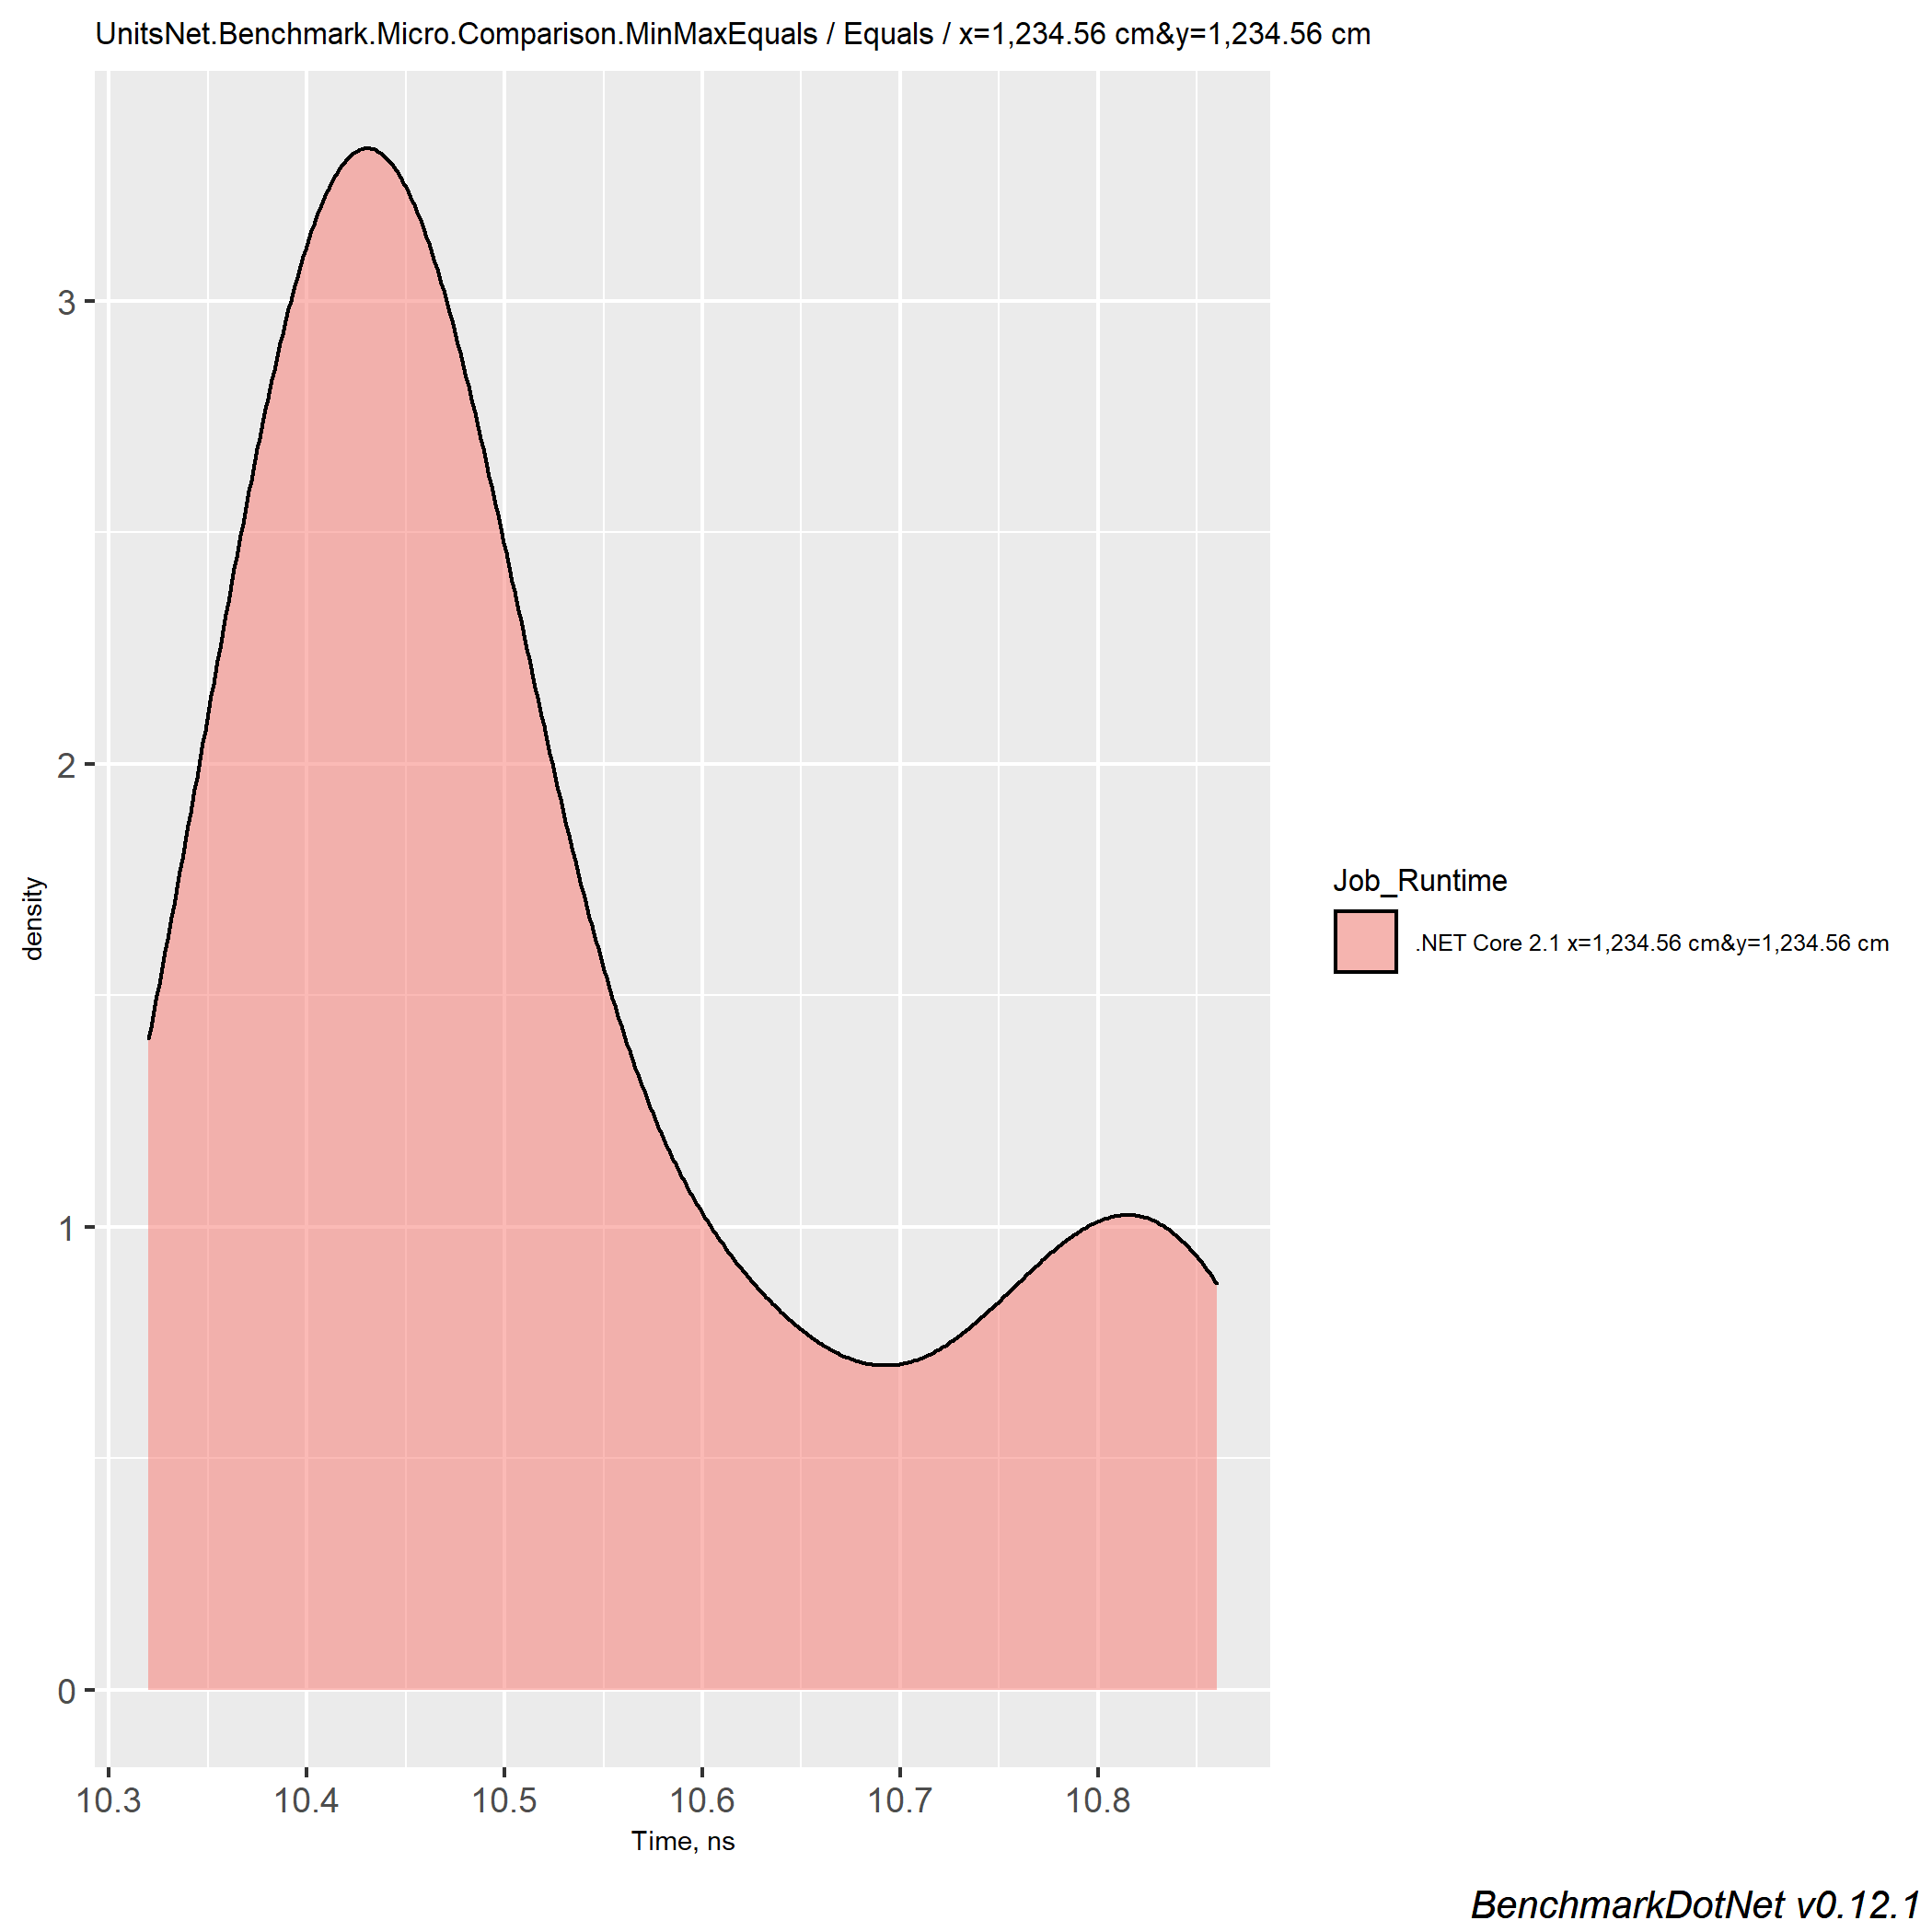 UnitsNet.Benchmark.Micro.Comparison.MinMaxEquals / Equals / x=1,234.56 cm&y=1,234.56 cm
3
2
1
0
density
10.3 10.4 10.5 10.6 10.7 10.8
Time, ns
Job_Runtime
.NET Core 2.1 x=1,234.56 cm&y=1,234.56 cm
BenchmarkDotNet v0.12.1